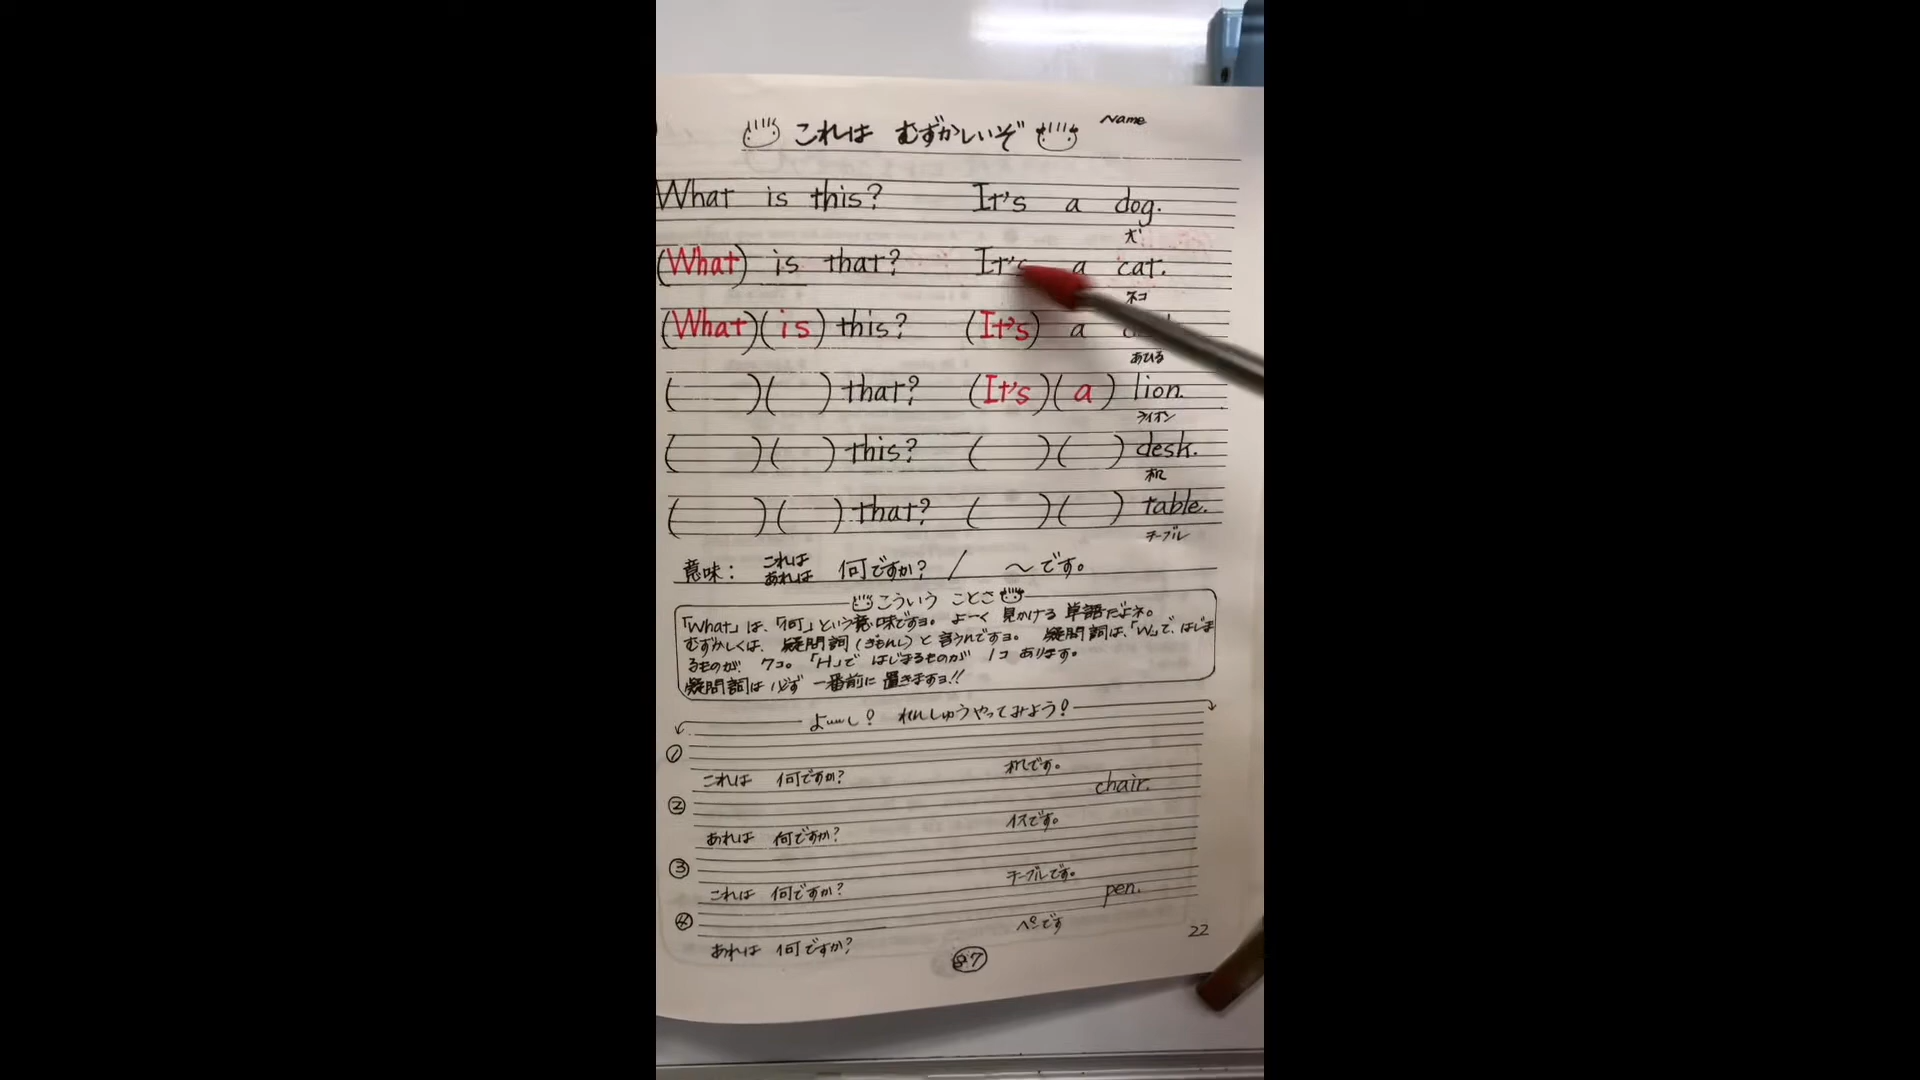 これは むずかしいぞ Name
What is this? It's a dog.
犬
(What) is that? It's a cat.
ネコ
(What)(is) this? (It's) a
あひる
( )( ) that? (It's)(a) lion.
ライオン
( )( ) this? ( )( ) desk.
机
( )( ) that? ( )( ) table.
テーブル
意味: これは あれは 何ですか? / 〜です。
こういう ことさ
「What」は、「何」という意味ですョ。よーく 見かける 単語だよネ。
むずかしくは、疑問詞(ぎもんし)と言うんですョ。 疑問詞は、「W」で、はじま
るものが 7コ。「H」で はじまるものが 1コ あります。
疑問詞は 必ず 一番前に 置きますョ!!
よーし! れんしゅうやってみよう!
①
これは 何ですか? 机です。
② chair.
あれは 何ですか? イスです。
③
これは 何ですか? テーブルです。
④ pen.
あれは 何ですか? ペンです
22
87